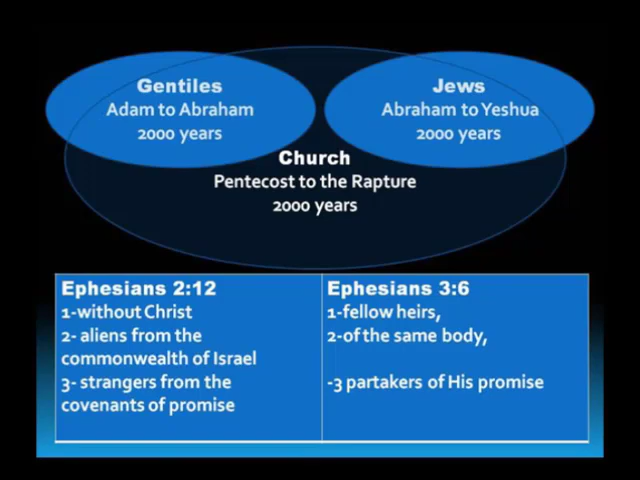 Gentiles
Adam to Abraham
2000 years
Jews
Abraham to Yeshua
2000 years
Church
Pentecost to the Rapture
2000 years
Ephesians 2:12
1-without Christ
2- aliens from the
commonwealth of Israel
3- strangers from the
covenants of promise
Ephesians 3:6
1-fellow heirs,
2-of the same body,
-3 partakers of His promise